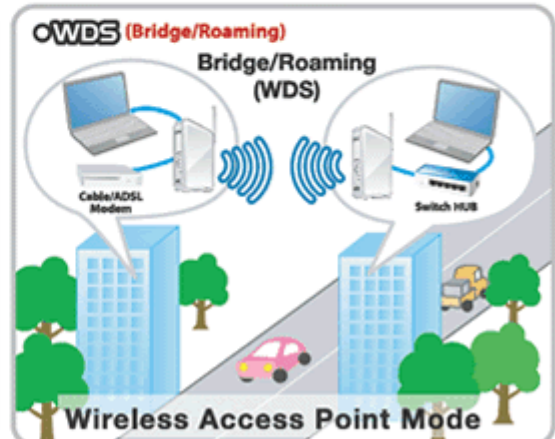 WDS (Bridge/Roaming)
Bridge/Roaming
(WDS)
Cable/ADSL
Modem
Switch HUB
Wireless Access Point Mode